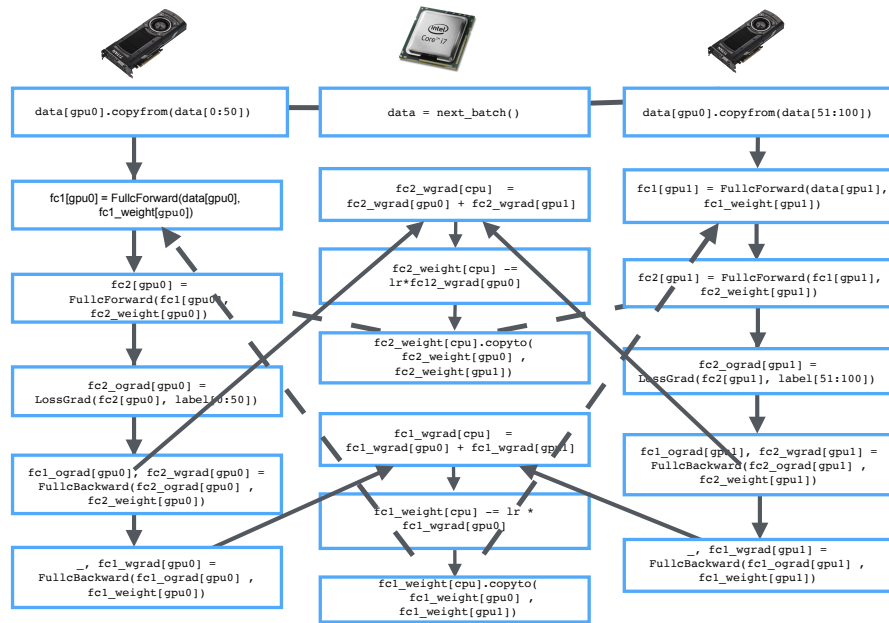 intel
Core™ i7
data[gpu0].copyfrom(data[0:50])
fc1[gpu0] = FullcForward(data[gpu0],
fc1_weight[gpu0])
fc2[gpu0] =
FullcForward(fc1[gpu0],
fc2_weight[gpu0])
fc2_ograd[gpu0] =
LossGrad(fc2[gpu0], label[0:50])
fc1_ograd[gpu0], fc2_wgrad[gpu0] =
FullcBackward(fc2_ograd[gpu0] ,
fc2_weight[gpu0])
_, fc1_wgrad[gpu0] =
FullcBackward(fc1_ograd[gpu0] ,
fc1_weight[gpu0])
data = next_batch()
fc2_wgrad[cpu] =
fc2_wgrad[gpu0] + fc2_wgrad[gpu1]
fc2_weight[cpu] -=
lr*fc12_wgrad[gpu0]
fc2_weight[cpu].copyto(
fc2_weight[gpu0] ,
fc2_weight[gpu1])
fc1_wgrad[cpu] =
fc1_wgrad[gpu0] + fc1_wgrad[gpu1]
fc1_weight[cpu] -= lr *
fc1_wgrad[gpu0]
fc1_weight[cpu].copyto(
fc1_weight[gpu0] ,
fc1_weight[gpu1])
data[gpu0].copyfrom(data[51:100])
fc1[gpu1] = FullcForward(data[gpu1],
fc1_weight[gpu1])
fc2[gpu1] = FullcForward(fc1[gpu1],
fc2_weight[gpu1])
fc2_ograd[gpu1] =
LossGrad(fc2[gpu1], label[51:100])
fc1_ograd[gpu1], fc2_wgrad[gpu1] =
FullcBackward(fc2_ograd[gpu1] ,
fc2_weight[gpu1])
_, fc1_wgrad[gpu1] =
FullcBackward(fc1_ograd[gpu1] ,
fc1_weight[gpu1])